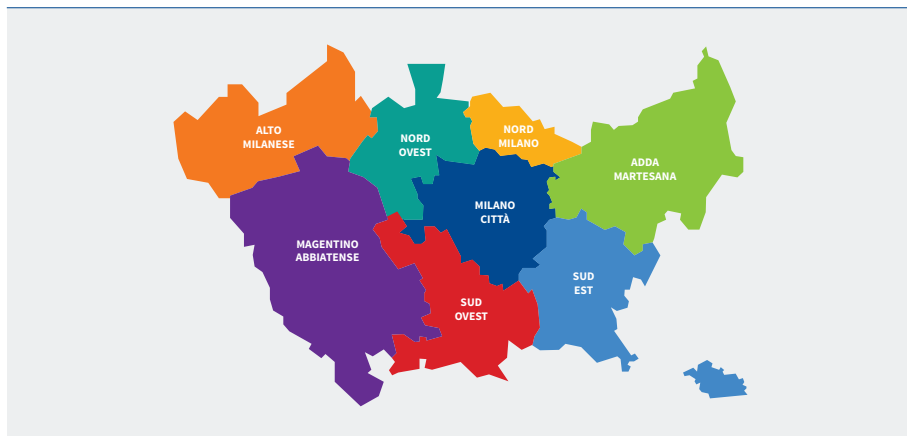 ALTO
MILANESE
NORD
OVEST
NORD
MILANO
ADDA
MARTESANA
MILANO
CITTÀ
MAGENTINO
ABBIATENSE
SUD
EST
SUD
OVEST